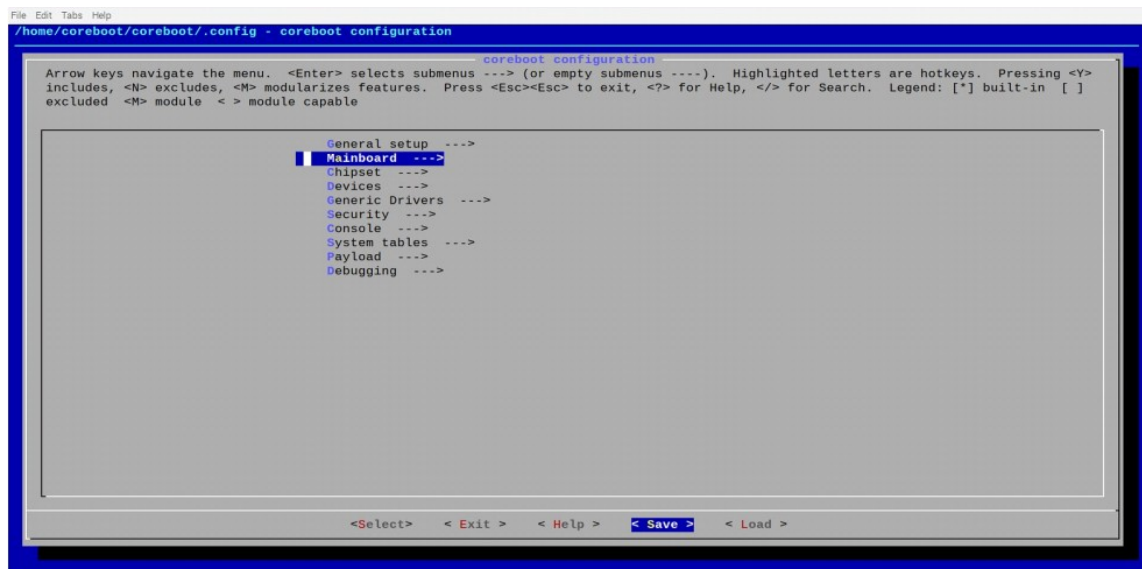 File Edit Tabs Help
/home/coreboot/coreboot/.config - coreboot configuration
coreboot configuration
Arrow keys navigate the menu. <Enter> selects submenus ---> (or empty submenus ----). Highlighted letters are hotkeys. Pressing <Y>
includes, <N> excludes, <M> modularizes features. Press <Esc><Esc> to exit, <?> for Help, </> for Search. Legend: [*] built-in [ ]
excluded <M> module < > module capable
General setup --->
Mainboard --->
Chipset --->
Devices --->
Generic Drivers --->
Security --->
Console --->
System tables --->
Payload --->
Debugging --->
<Select> < Exit > < Help > < Save > < Load >